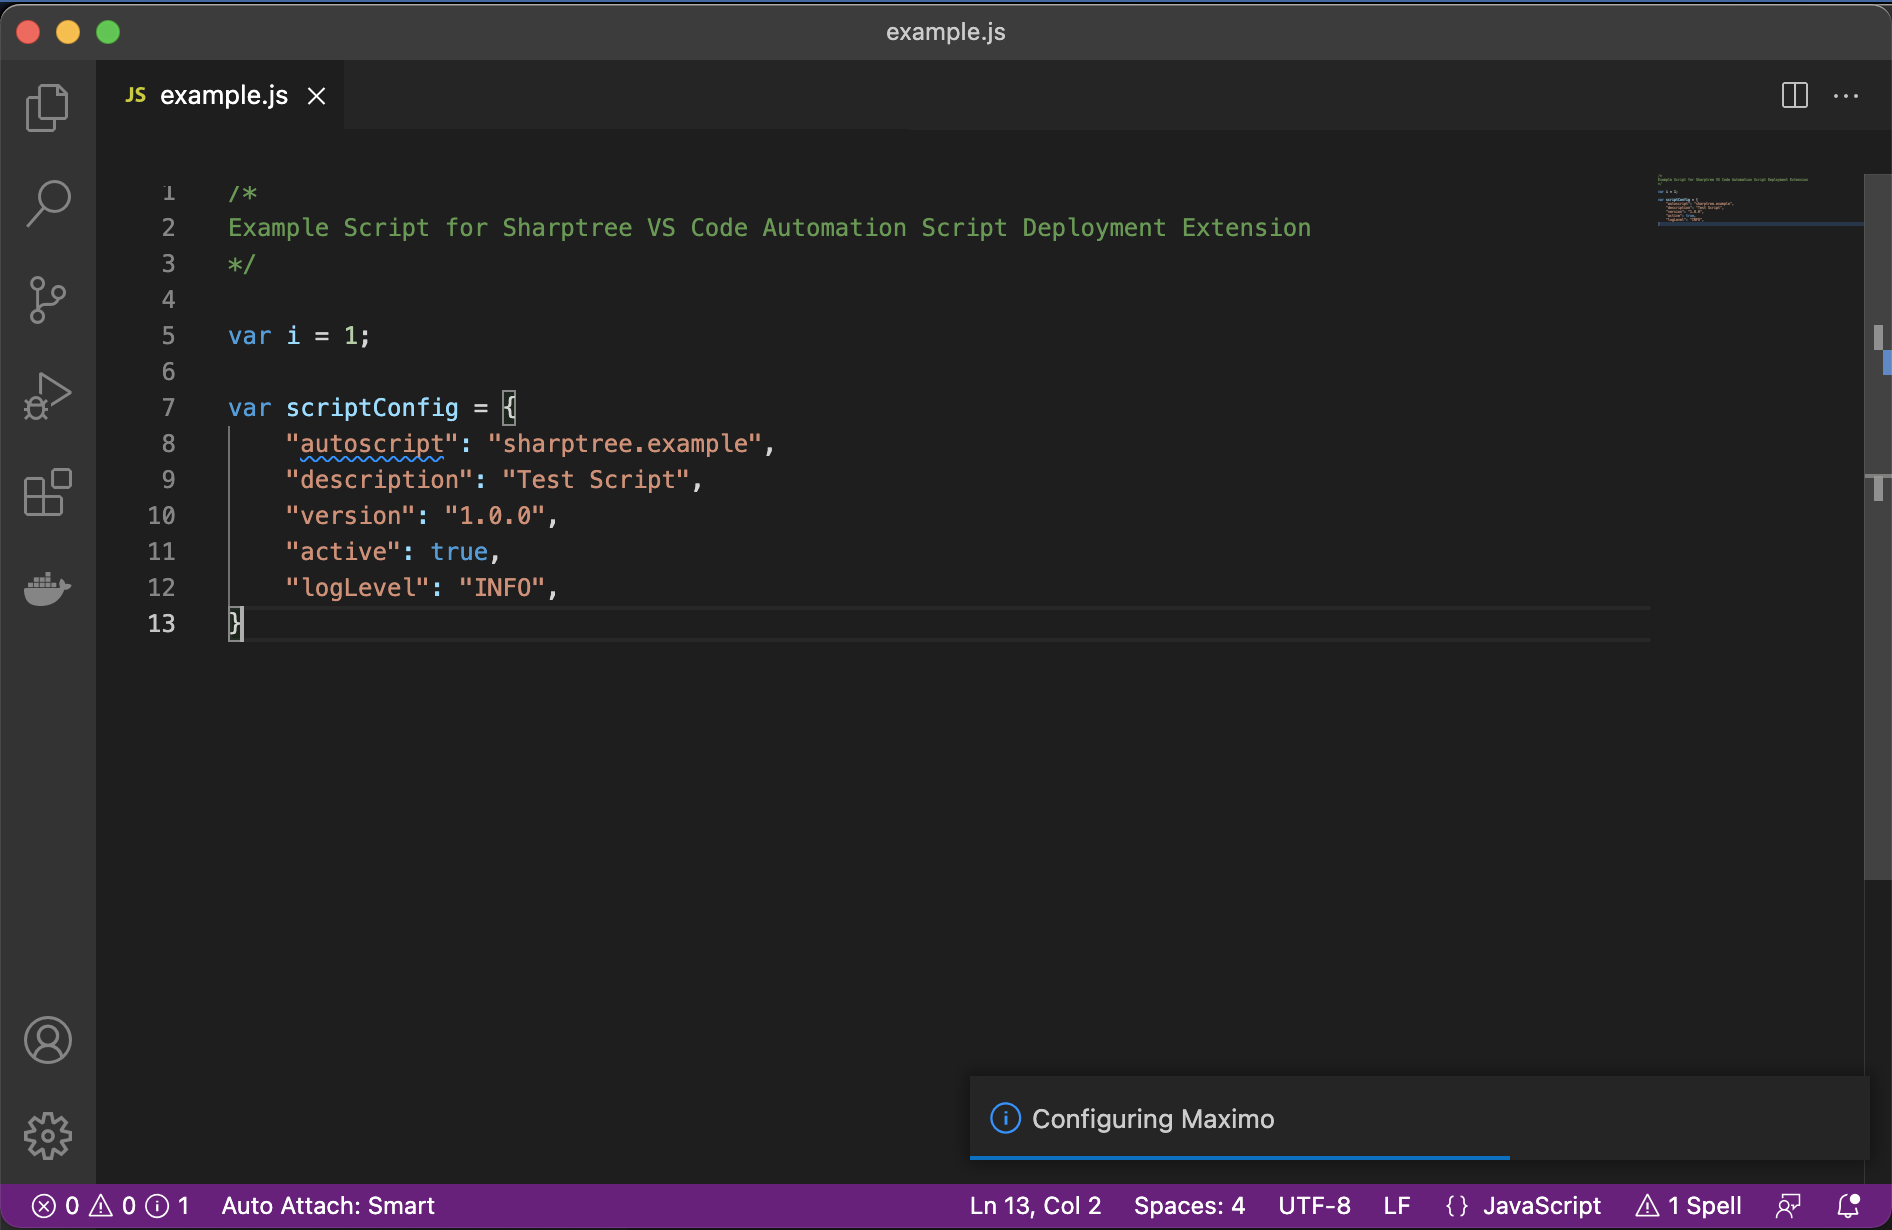 example.js
JS example.js
1 /*
2 Example Script for Sharptree VS Code Automation Script Deployment Extension
3 */
4
5 var i = 1;
6
7 var scriptConfig = {
8 "autoscript": "sharptree.example",
9 "description": "Test Script",
10 "version": "1.0.0",
11 "active": true,
12 "logLevel": "INFO",
13 }
Configuring Maximo
0 0 1 Auto Attach: Smart Ln 13, Col 2 Spaces: 4 UTF-8 LF {} JavaScript 1 Spell